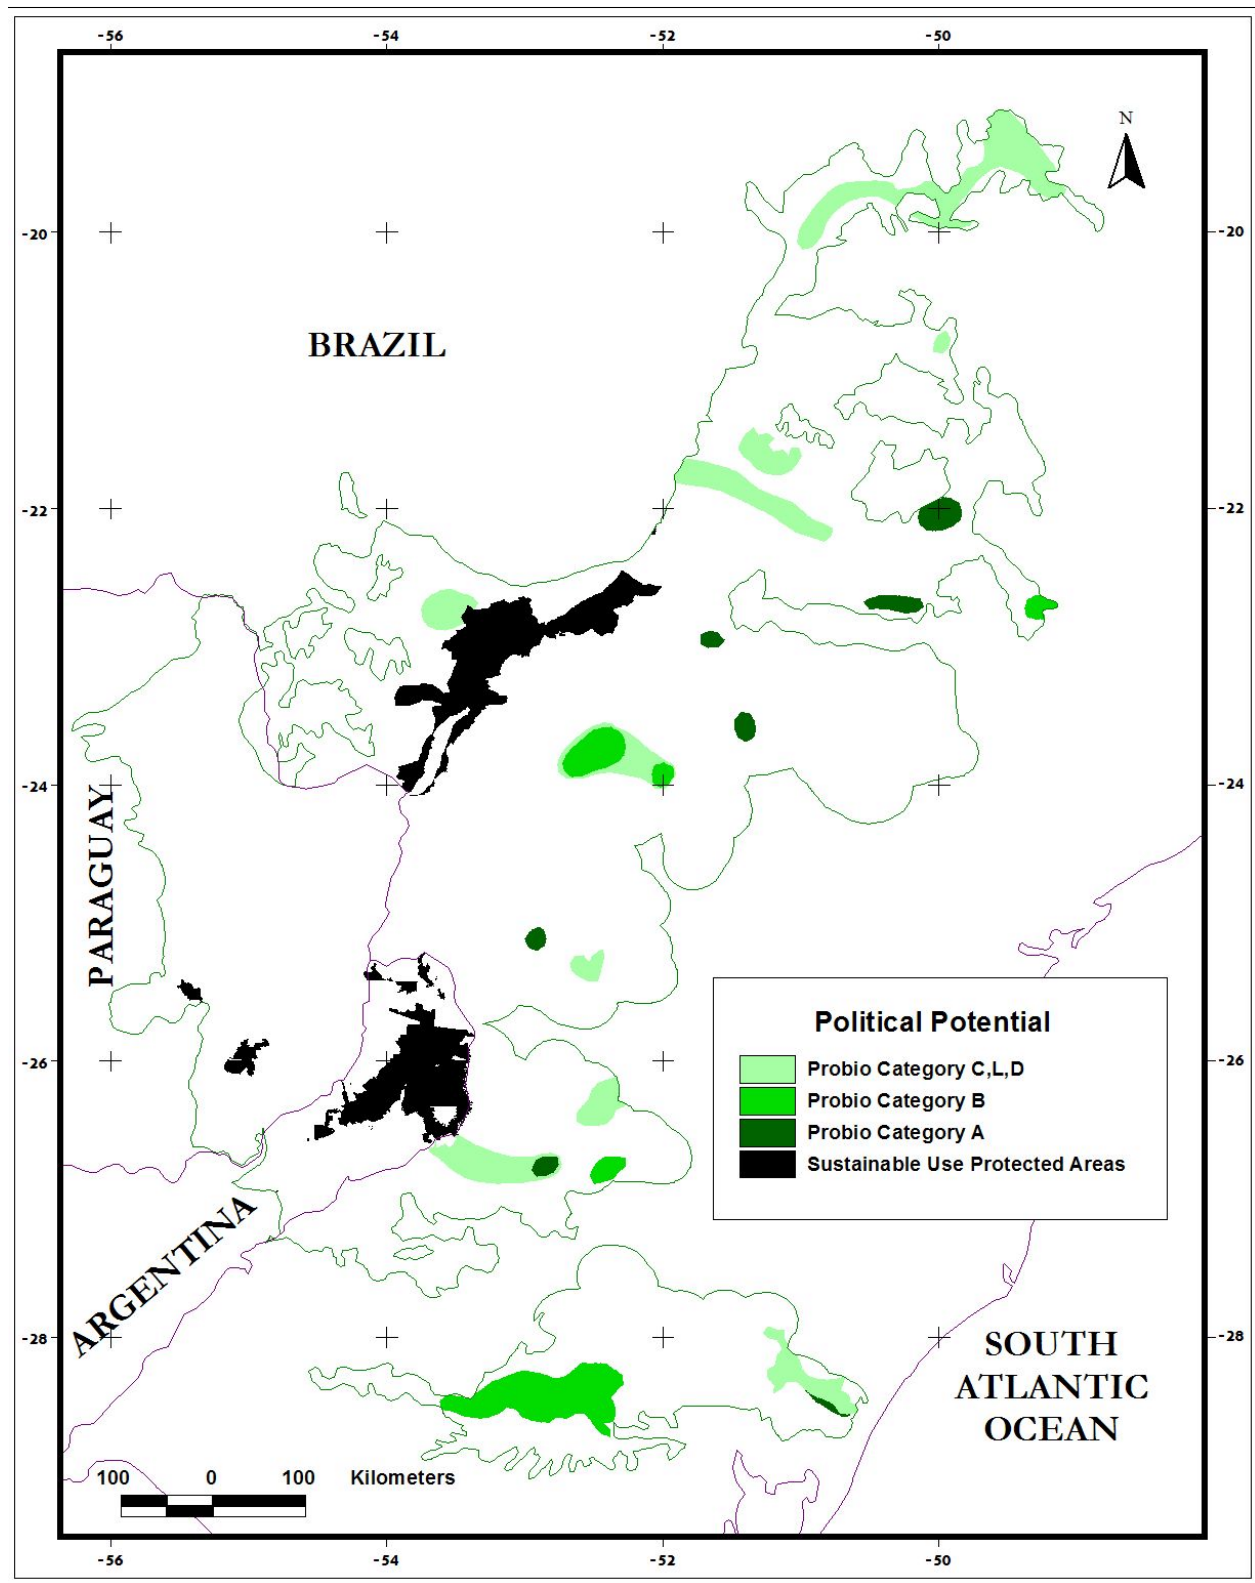 -56 -54 -52 -50
N
-20 -20
BRAZIL
-22 -22
-24 -24
PARAGUAY
Political Potential
Probio Category C,L,D
Probio Category B
Probio Category A
Sustainable Use Protected Areas
-26 -26
ARGENTINA
-28 -28
SOUTH
ATLANTIC
OCEAN
100 0 100 Kilometers
-56 -54 -52 -50